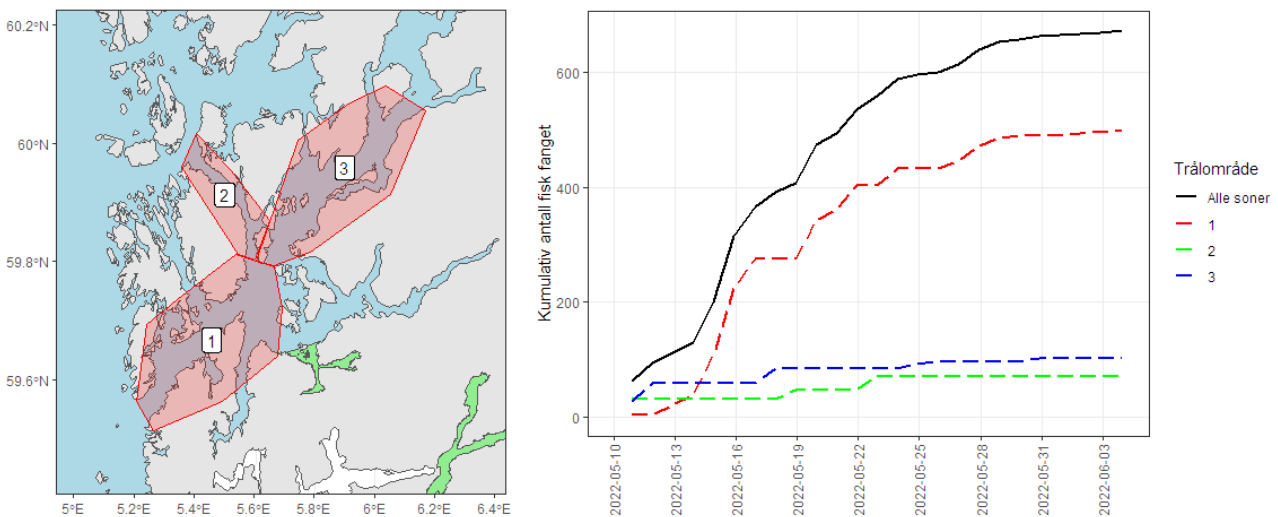 60.2°N
60°N
59.8°N
59.6°N
3
2
1
5°E
5.2°E
5.4°E
5.6°E
5.8°E
6°E
6.2°E
6.4°E
Kumulativ antall fisk fanget
600
400
200
0
2022-05-10
2022-05-13
2022-05-16
2022-05-19
2022-05-22
2022-05-25
2022-05-28
2022-05-31
2022-06-03
Trålområde
Alle soner
1
2
3